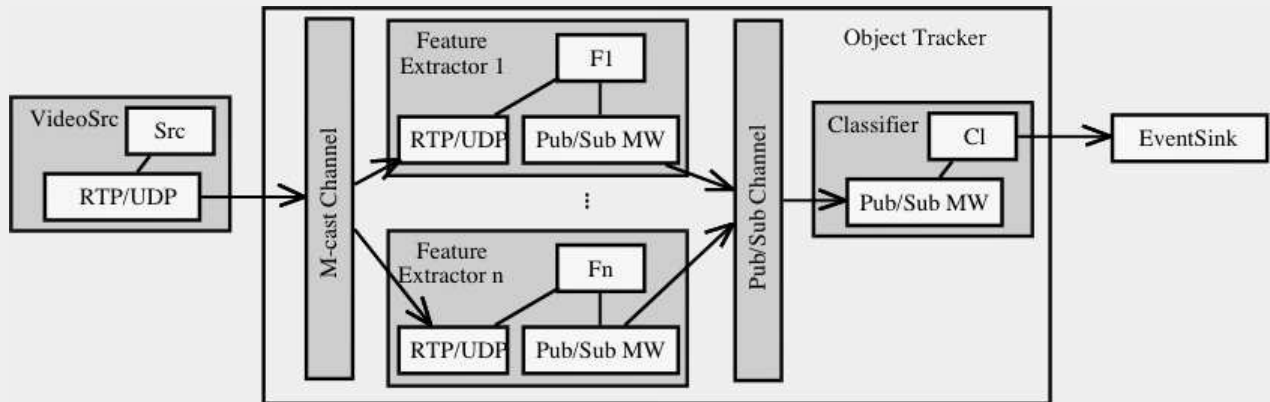 VideoSrc
Src
RTP/UDP
M-cast Channel
Feature
Extractor 1
F1
RTP/UDP
Pub/Sub MW
...
Feature
Extractor n
Fn
RTP/UDP
Pub/Sub MW
Pub/Sub Channel
Object Tracker
Classifier
Cl
Pub/Sub MW
EventSink